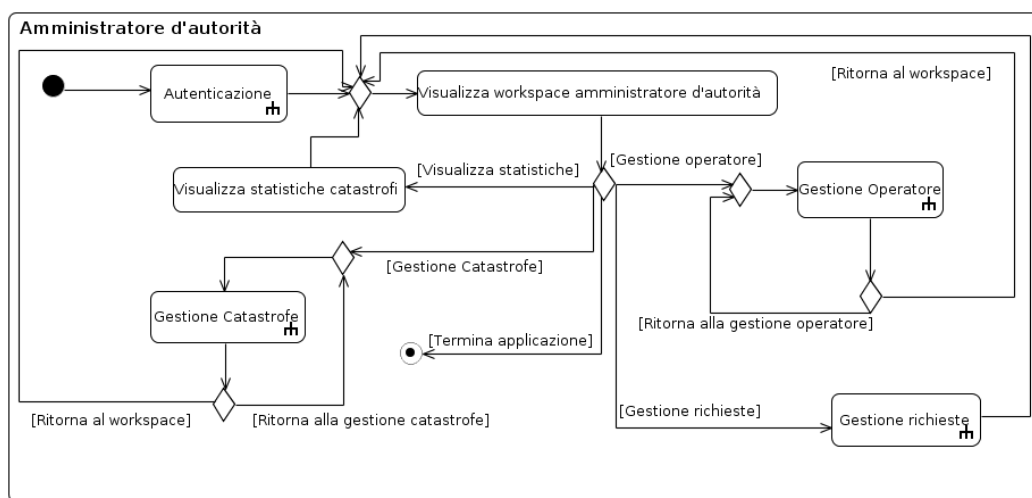 Amministratore d'autorità
[Ritorna al workspace]
Autenticazione
Visualizza workspace amministratore d'autorità
[Gestione operatore]
[Visualizza statistiche]
Visualizza statistiche catastrofi
Gestione Operatore
[Gestione Catastrofe]
Gestione Catastrofe
[Ritorna alla gestione operatore]
[Termina applicazione]
[Ritorna al workspace]
[Ritorna alla gestione catastrofe]
[Gestione richieste]
Gestione richieste